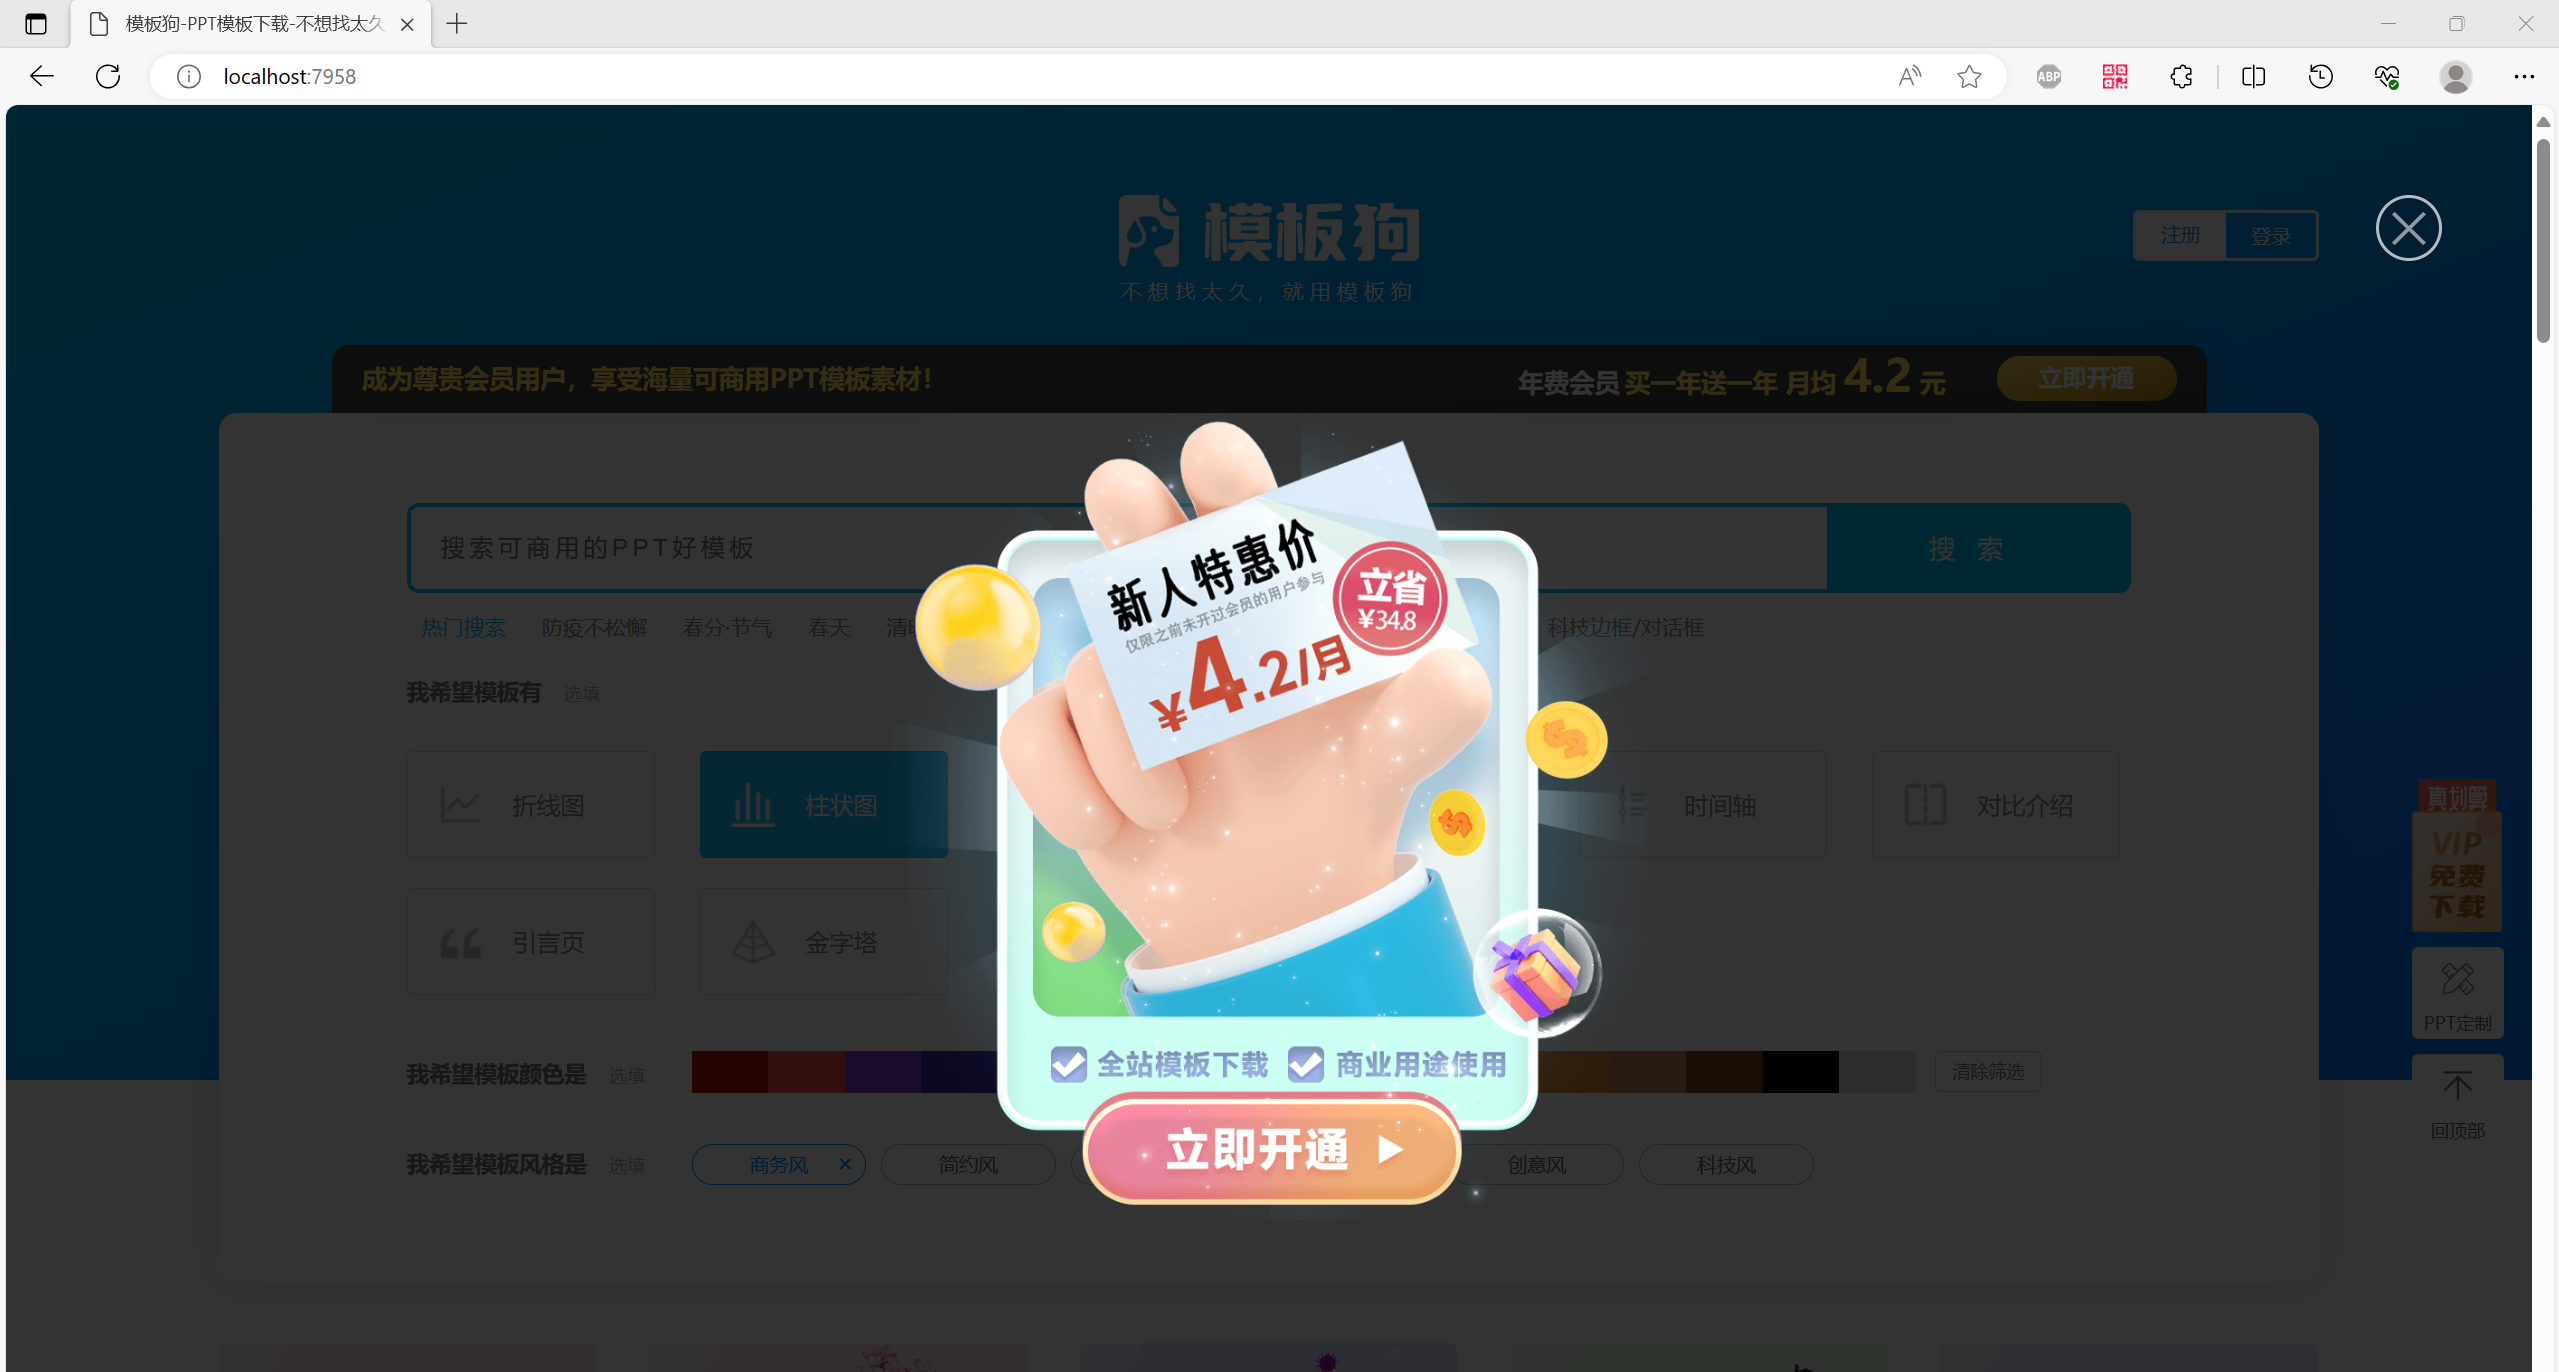 模板狗-PPT模板下载-不想找太久
localhost:7958
模板狗
不想找太久，就用模板狗
注册
登录
成为尊贵会员用户，享受海量可商用PPT模板素材！
年费会员 买一年送一年 月均 4.2 元
立即开通
搜索可商用的PPT好模板
搜 索
热门搜索 防疫不松懈 春分·节气 春天 清
科技边框/对话框
我希望模板有 选填
折线图
柱状图
时间轴
对比介绍
引言页
金字塔
我希望模板颜色是 选填
清除筛选
我希望模板风格是 选填
商务风
简约风
创意风
科技风
新人特惠价
仅限之前未开过会员的用户参与
立省
¥34.8
¥4.2/月
全站模板下载
商业用途使用
立即开通
真划算
VIP
免费
下载
PPT定制
回顶部
ABP